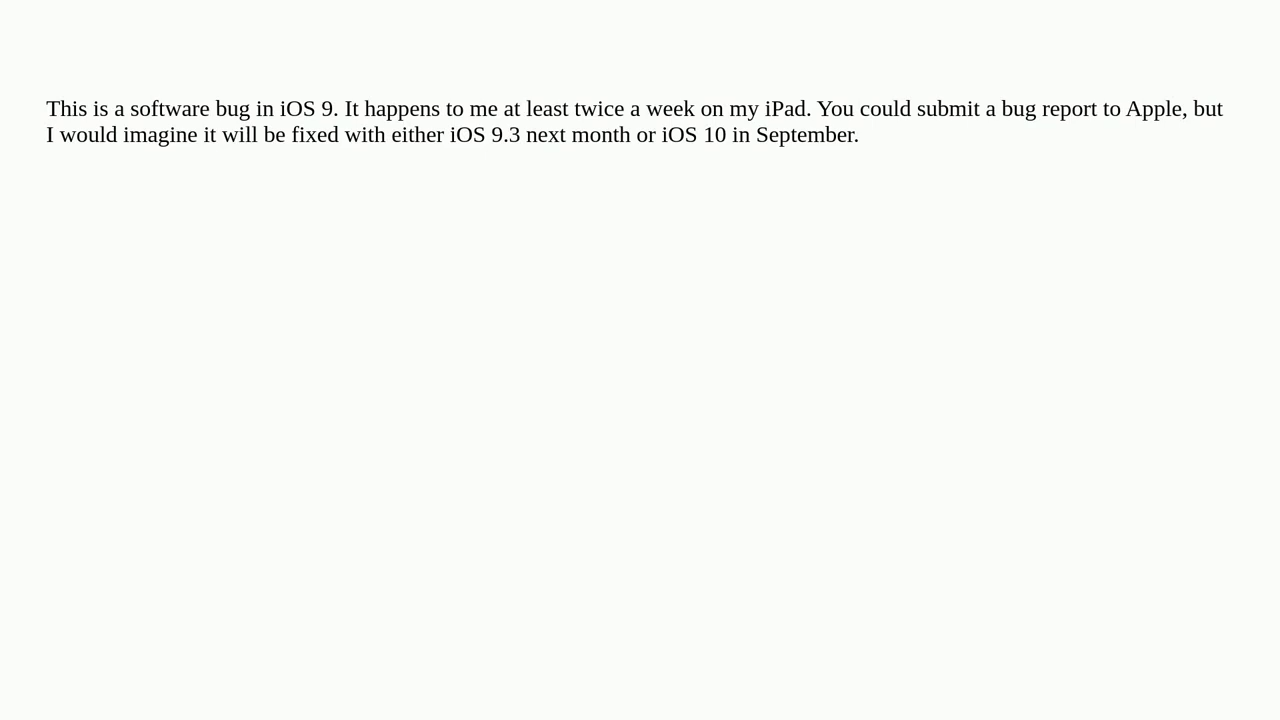 This is a software bug in iOS 9. It happens to me at least twice a week on my iPad. You could submit a bug report to Apple, but
I would imagine it will be fixed with either iOS 9.3 next month or iOS 10 in September.